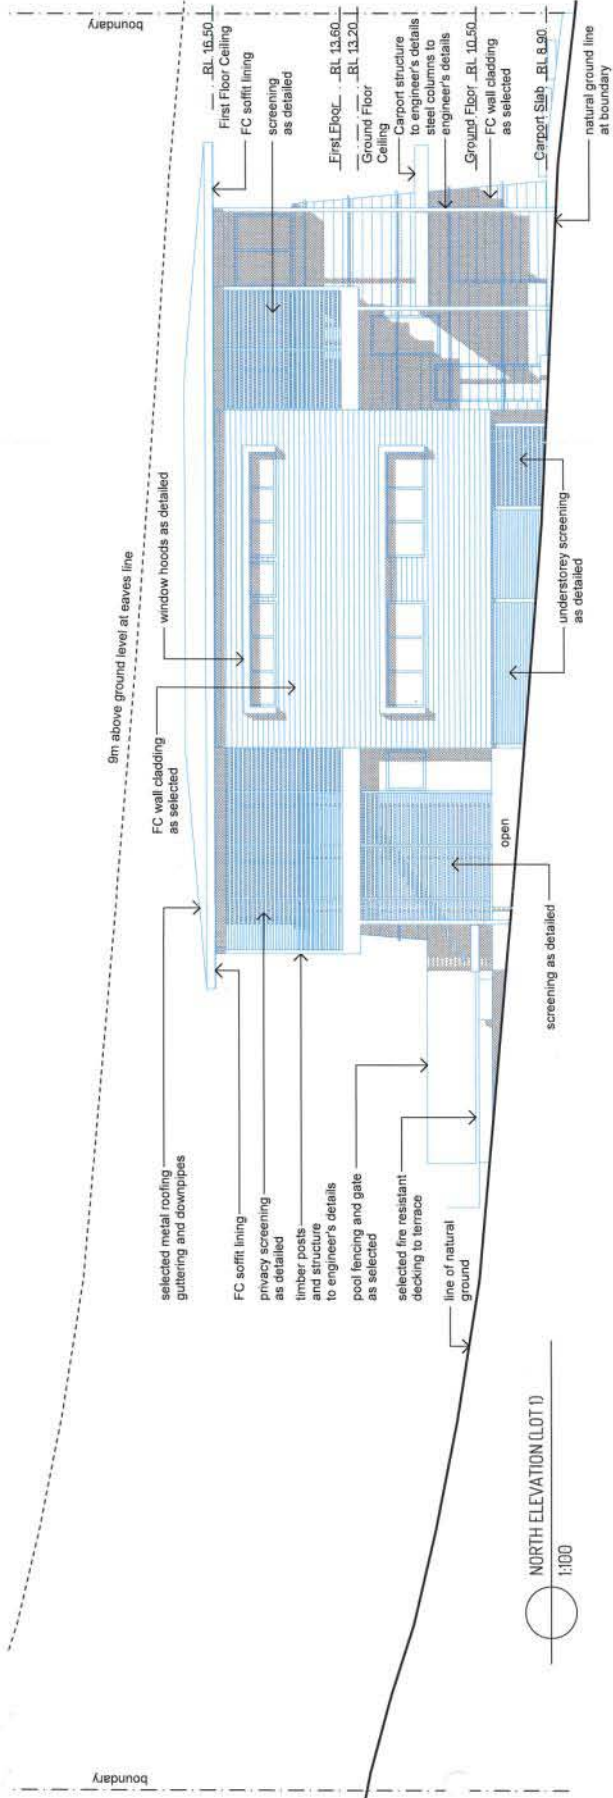 boundary
9m above ground level at eaves line
boundary
selected metal roofing
guttering and downpipes
FC soffit lining
privacy screening
as detailed
timber posts
and structure
to engineer's details
pool fencing and gate
as selected
selected fire resistant
decking to terrace
line of natural
ground
FC wall cladding
as selected
window hoods as detailed
open
screening as detailed
understorey screening
as detailed
RL 16.50
First Floor Ceiling
FC soffit lining
screening
as detailed
First Floor RL 13.60
RL 13.20
Ground Floor
Ceiling
Carport structure
to engineer's details
steel columns to
engineer's details
Ground Floor RL 10.50
FC wall cladding
as selected
Carport Slab RL 8.90
natural ground line
at boundary
NORTH ELEVATION (LOT 1)
1:100